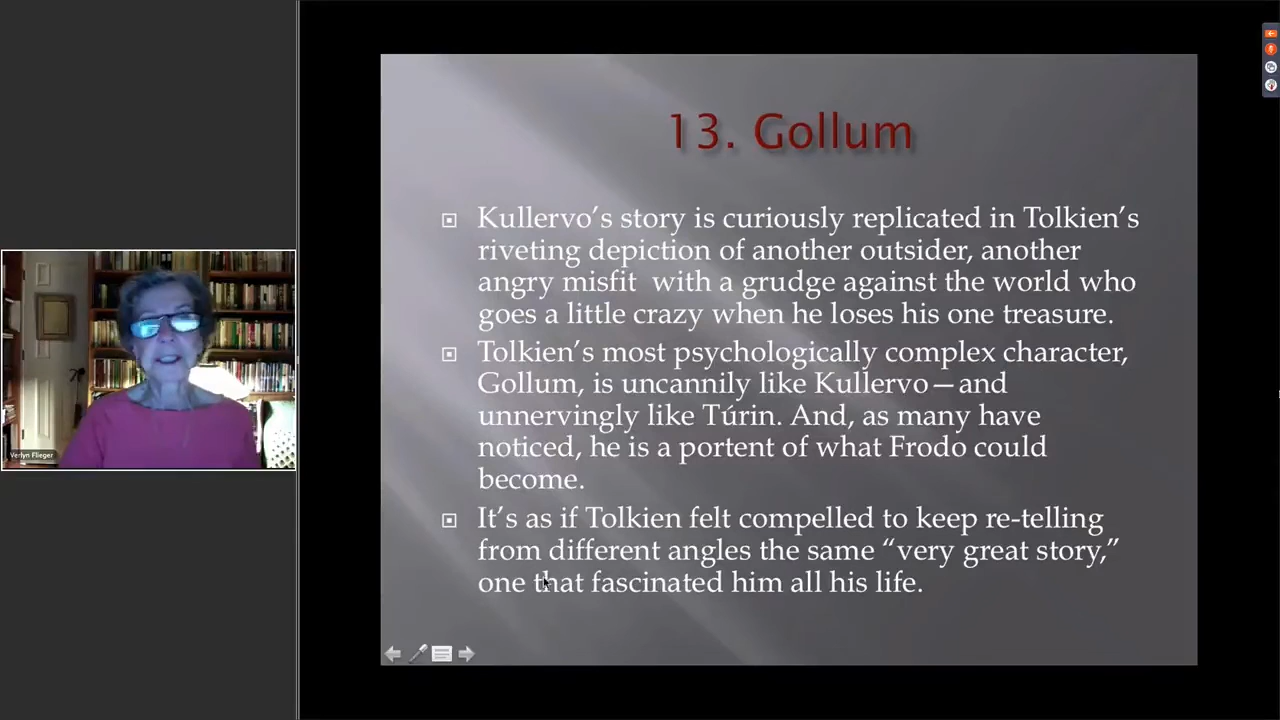 13. Gollum
Kullervo’s story is curiously replicated in Tolkien’s
riveting depiction of another outsider, another
angry misfit  with a grudge against the world who
goes a little crazy when he loses his one treasure.
Tolkien’s most psychologically complex character,
Gollum, is uncannily like Kullervo—and
unnervingly like Túrin. And, as many have
noticed, he is a portent of what Frodo could
become.
It’s as if Tolkien felt compelled to keep re-telling
from different angles the same “very great story,”
one that fascinated him all his life.
Verlyn Flieger